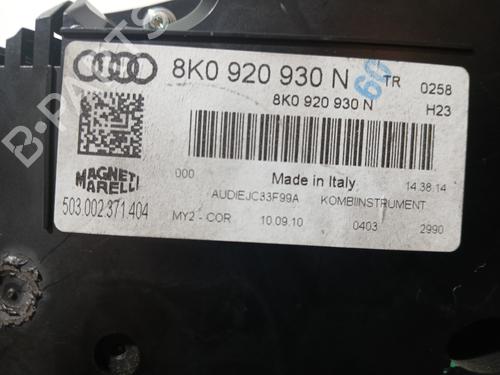 8K0 920 930 N TR 0258
60
8K0 920 930 N H23
MAGNETI MARELLI
000 Made in Italy 14.38.14
AUDIEJC33F99A KOMBIINSTRUMENT
503.002.371.404
MY2 - COR 10.09.10 0403 2990
B-PARTS